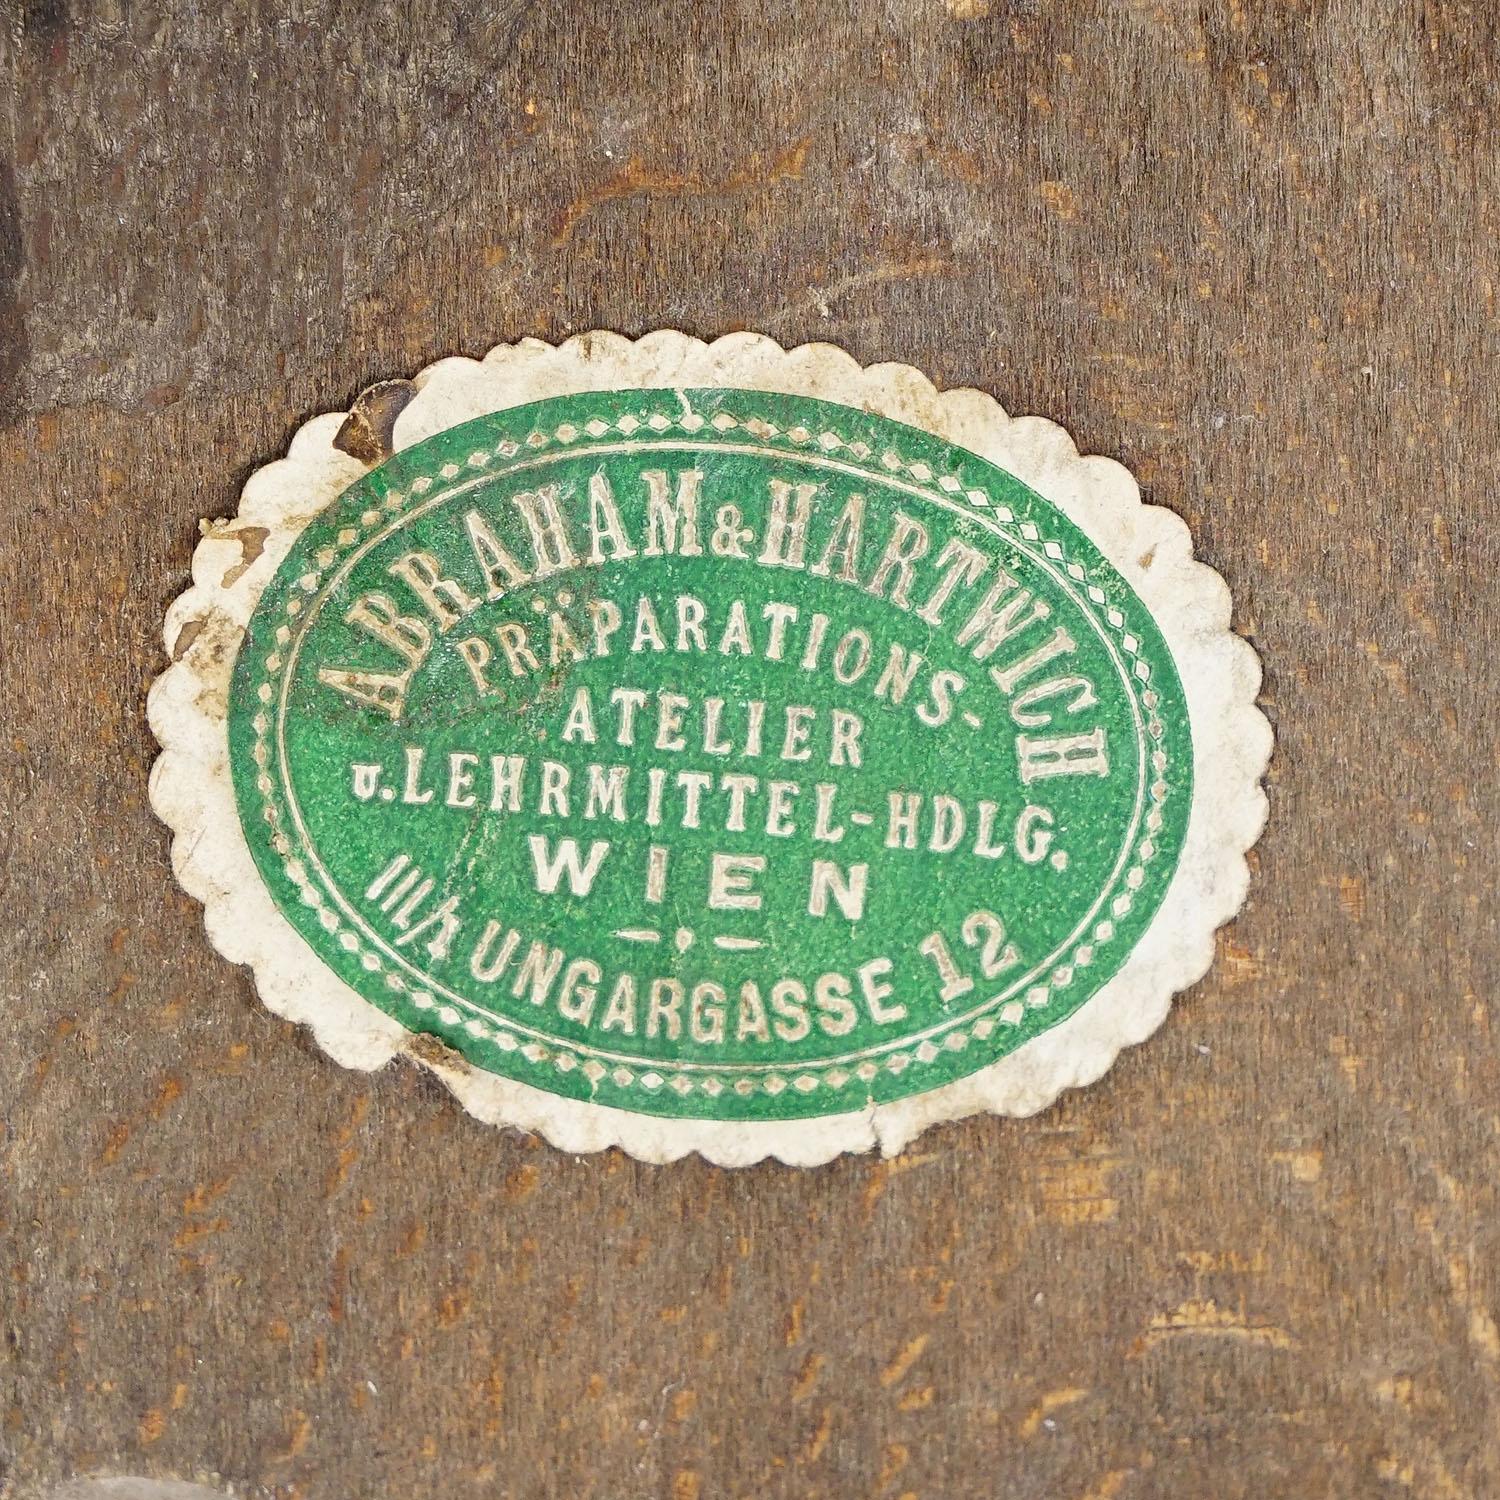 ABRAHAM & HARTWICH
PRÄPARATIONS-
ATELIER
u. LEHRMITTEL-HDLG.
WIEN
III/1 UNGARGASSE 12